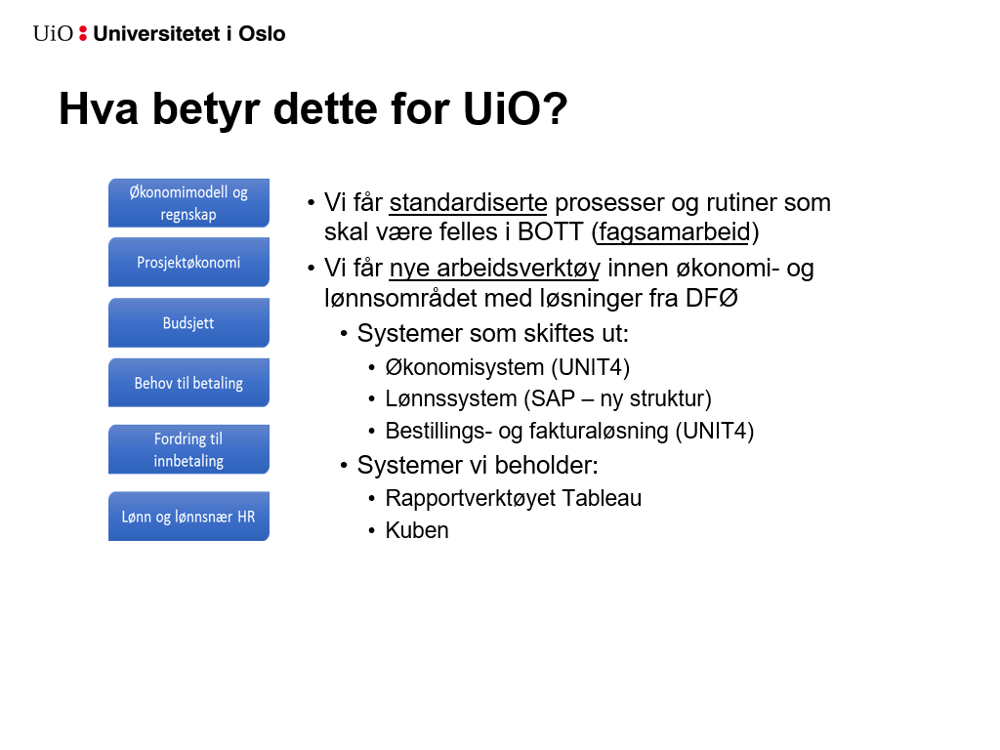 UiO : Universitetet i Oslo
Hva betyr dette for UiO?
Økonomimodell og
regnskap
Prosjektøkonomi
Budsjett
Behov til betaling
Fordring til
innbetaling
Lønn og lønnsnær HR
• Vi får standardiserte prosesser og rutiner som
skal være felles i BOTT (fagsamarbeid)
• Vi får nye arbeidsverktøy innen økonomi- og
lønnsområdet med løsninger fra DFØ
• Systemer som skiftes ut:
• Økonomisystem (UNIT4)
• Lønnssystem (SAP – ny struktur)
• Bestillings- og fakturaløsning (UNIT4)
• Systemer vi beholder:
• Rapportverktøyet Tableau
• Kuben